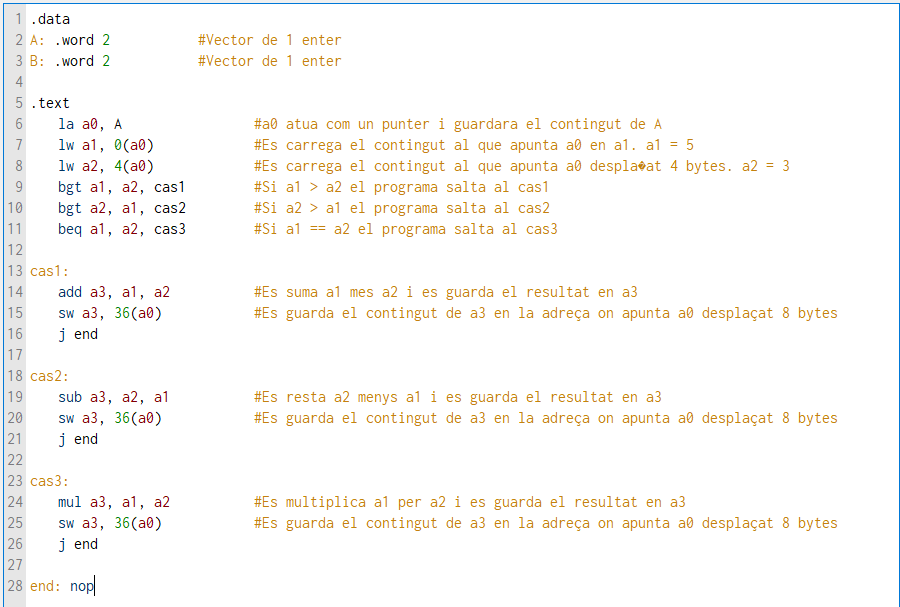 1 .data
2 A: .word 2 #Vector de 1 enter
3 B: .word 2 #Vector de 1 enter
4
5 .text
6 la a0, A #a0 atua com un punter i guardara el contingut de A
7 lw a1, 0(a0) #Es carrega el contingut al que apunta a0 en a1. a1 = 5
8 lw a2, 4(a0) #Es carrega el contingut al que apunta a0 despla�at 4 bytes. a2 = 3
9 bgt a1, a2, cas1 #Si a1 > a2 el programa salta al cas1
10 bgt a2, a1, cas2 #Si a2 > a1 el programa salta al cas2
11 beq a1, a2, cas3 #Si a1 == a2 el programa salta al cas3
12
13 cas1:
14 add a3, a1, a2 #Es suma a1 mes a2 i es guarda el resultat en a3
15 sw a3, 36(a0) #Es guarda el contingut de a3 en la adreça on apunta a0 desplaçat 8 bytes
16 j end
17
18 cas2:
19 sub a3, a2, a1 #Es resta a2 menys a1 i es guarda el resultat en a3
20 sw a3, 36(a0) #Es guarda el contingut de a3 en la adreça on apunta a0 desplaçat 8 bytes
21 j end
22
23 cas3:
24 mul a3, a1, a2 #Es multiplica a1 per a2 i es guarda el resultat en a3
25 sw a3, 36(a0) #Es guarda el contingut de a3 en la adreça on apunta a0 desplaçat 8 bytes
26 j end
27
28 end: nop